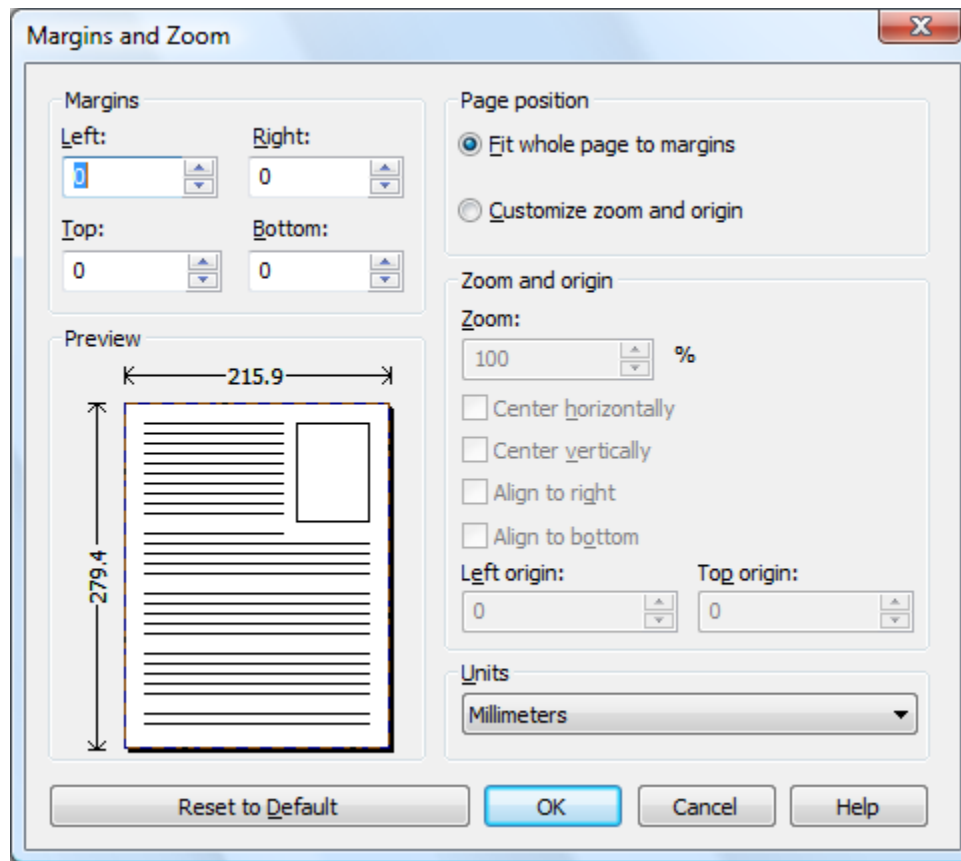 Margins and Zoom
Margins
Left: Right:
0 0
Top: Bottom:
0 0
Preview
215.9
279.4
Page position
Fit whole page to margins
Customize zoom and origin
Zoom and origin
Zoom:
100 %
Center horizontally
Center vertically
Align to right
Align to bottom
Left origin: Top origin:
0 0
Units
Millimeters
Reset to Default OK Cancel Help